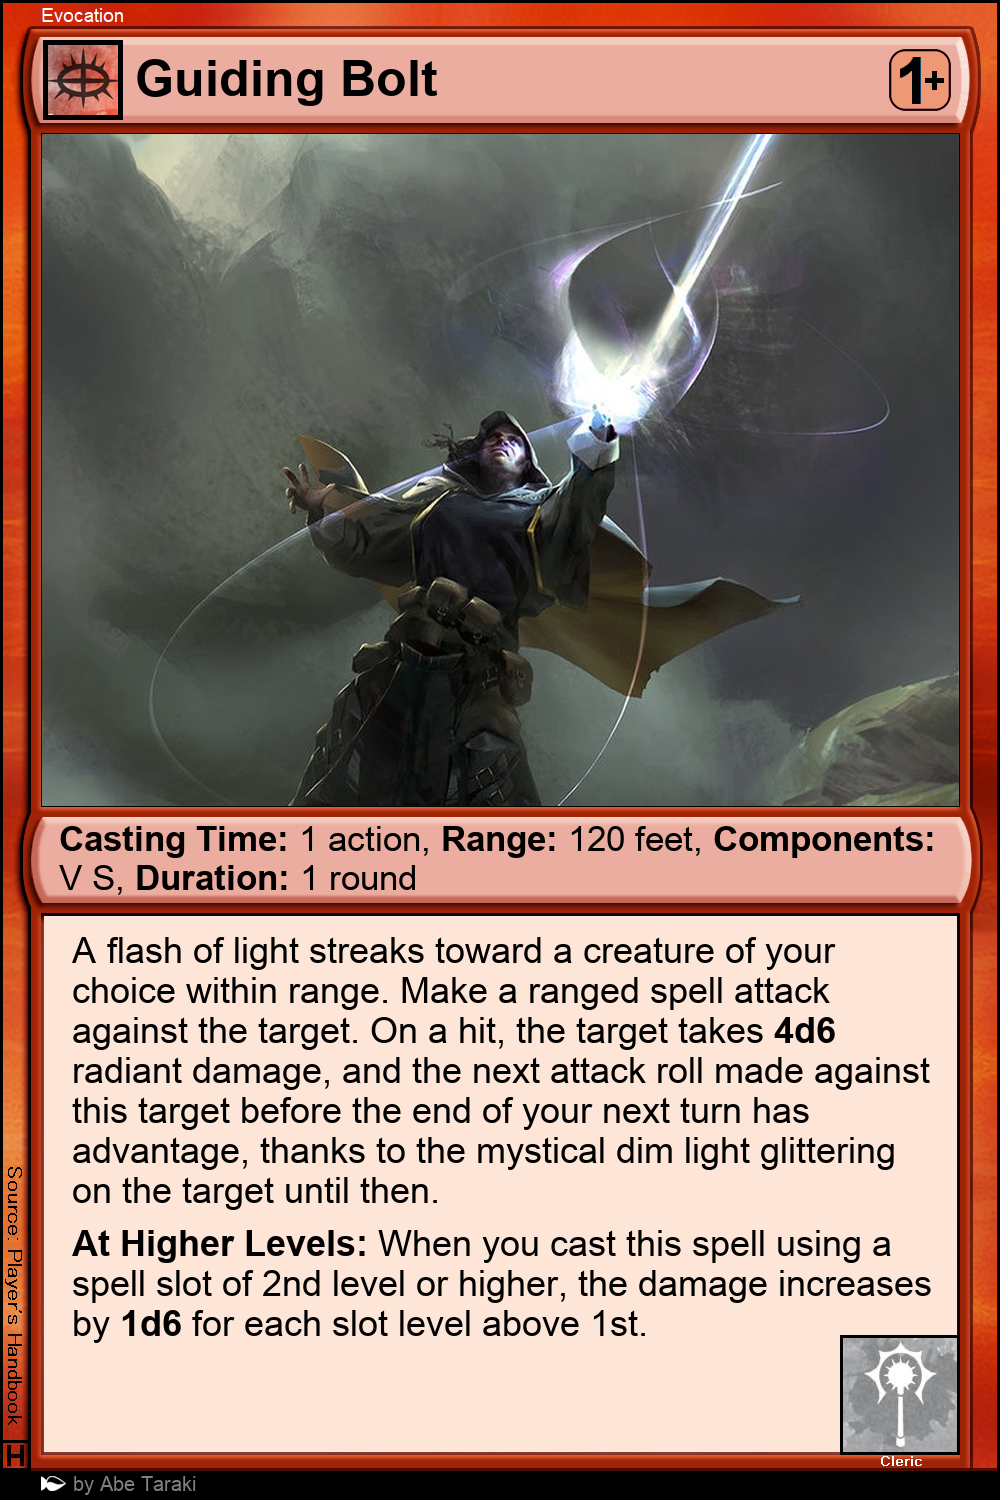 Evocation
Guiding Bolt
1+
Casting Time: 1 action, Range: 120 feet, Components:
V S, Duration: 1 round
A flash of light streaks toward a creature of your
choice within range. Make a ranged spell attack
against the target. On a hit, the target takes 4d6
radiant damage, and the next attack roll made against
this target before the end of your next turn has
advantage, thanks to the mystical dim light glittering
on the target until then.
At Higher Levels: When you cast this spell using a
spell slot of 2nd level or higher, the damage increases
by 1d6 for each slot level above 1st.
Cleric
Source: Player's Handbook
H
by Abe Taraki